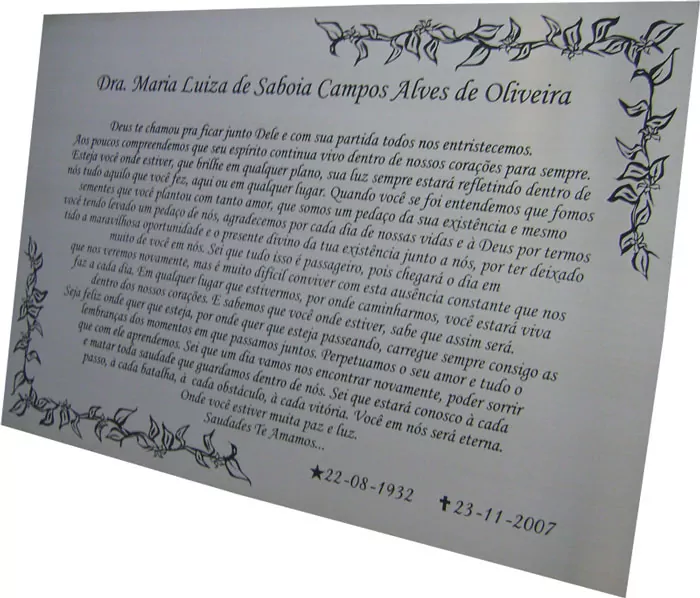 Dra. Maria Luiza de Saboia Campos Alves de Oliveira
Deus te chamou pra ficar junto Dele e com sua partida todos nos entristecemos.
Aos poucos compreendemos que seu espírito continua vivo dentro de nossos corações para sempre.
Esteja você onde estiver, que brilhe em qualquer plano, sua luz sempre estará refletindo dentro de
nós tudo aquilo que você fez, aqui ou em qualquer lugar. Quando você se foi entendemos que fomos
sementes que você plantou com tanto amor, que somos um pedaço da sua existência e mesmo
você tendo levado um pedaço de nós, agradecemos por cada dia de nossas vidas e à Deus por termos
tido a maravilhosa oportunidade e o presente divino da tua existência junto a nós, por ter deixado
muito de você em nós. Sei que tudo isso é passageiro, pois chegará o dia em
que nos veremos novamente, mas é muito difícil conviver com esta ausência constante que nos
faz a cada dia. Em qualquer lugar que estivermos, por onde caminharmos, você estará viva
dentro dos nossos corações. E sabemos que você onde estiver, sabe que assim será.
Seja feliz onde quer que esteja, por onde quer que esteja passeando, carregue sempre consigo as
lembranças dos momentos em que passamos juntos. Perpetuamos o seu amor e tudo o
que com ele aprendemos. Sei que um dia vamos nos encontrar novamente, poder sorrir
e matar toda saudade que guardamos dentro de nós. Sei que estará conosco à cada
passo, à cada batalha, à cada obstáculo, à cada vitória. Você em nós será eterna.
Onde você estiver muita paz e luz.
Saudades Te Amamos...
★22-08-1932 ✝23-11-2007